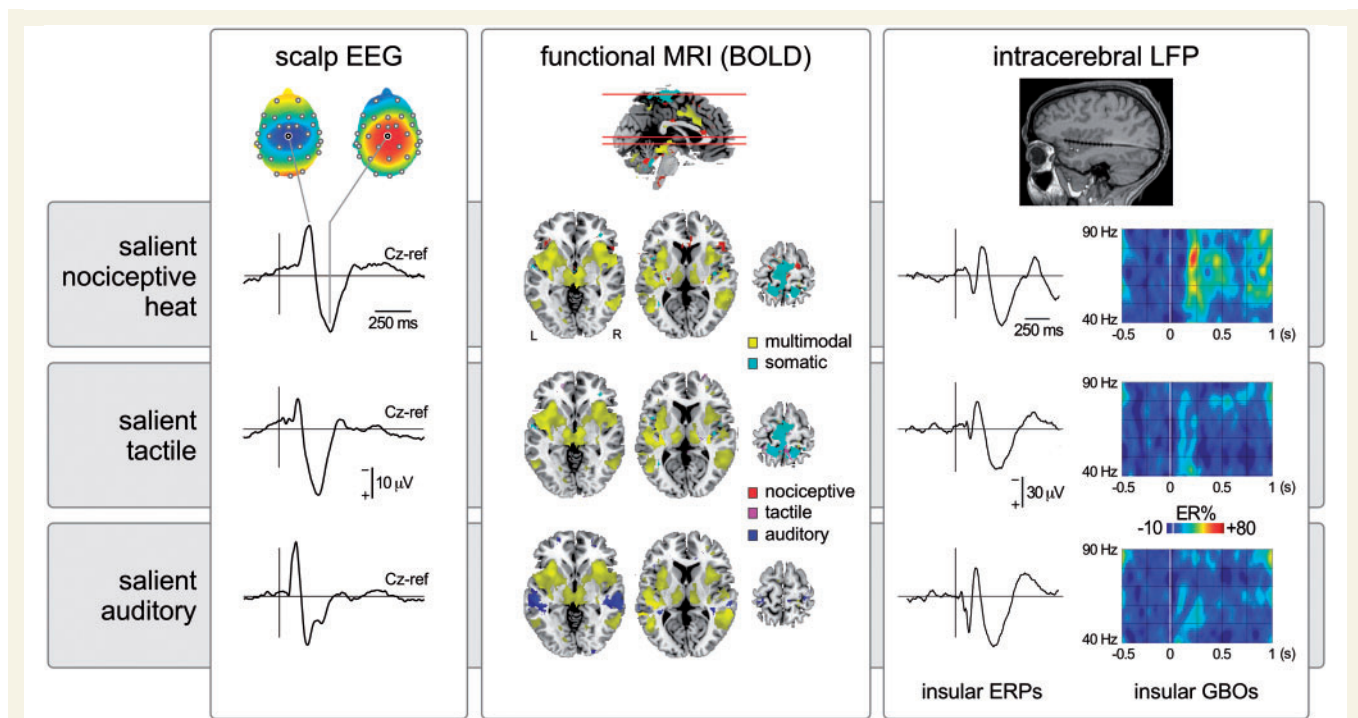 scalp EEG
functional MRI (BOLD)
intracerebral LFP
salient
nociceptive
heat
Cz-ref
250 ms
L
R
multimodal
somatic
250 ms
90 Hz
40 Hz
-0.5
0
0.5
1 (s)
salient
tactile
Cz-ref
−
+
10 µV
nociceptive
tactile
auditory
−
+
30 µV
90 Hz
40 Hz
-0.5
0
0.5
1 (s)
ER%
-10
+80
salient
auditory
Cz-ref
90 Hz
40 Hz
-0.5
0
0.5
1 (s)
insular ERPs
insular GBOs